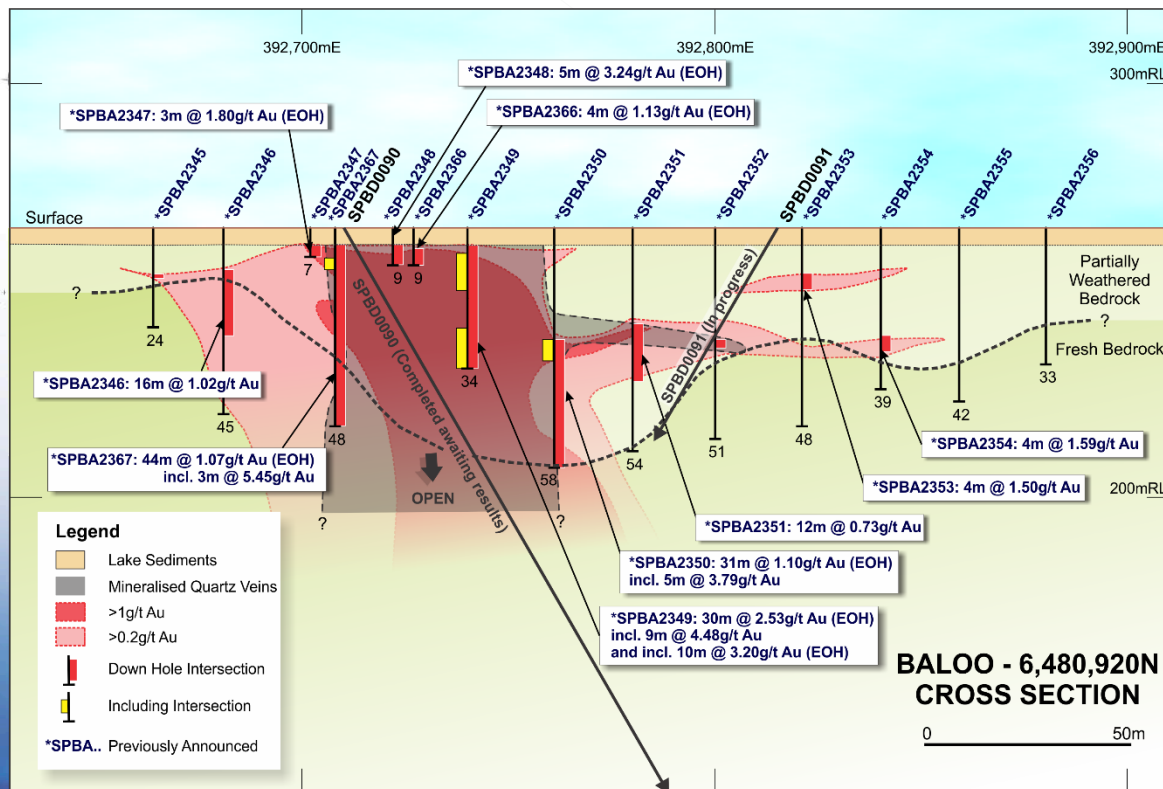 392,700mE
392,800mE
392,900mE
300mRL
*SPBA2348: 5m @ 3.24g/t Au (EOH)
*SPBA2366: 4m @ 1.13g/t Au (EOH)
*SPBA2347: 3m @ 1.80g/t Au (EOH)
*SPBA2345
*SPBA2346
*SPBA2347
*SPBA2367
SPBD0090
*SPBA2348
*SPBA2366
*SPBA2349
*SPBA2350
*SPBA2351
*SPBA2352
SPBD0091
*SPBA2353
*SPBA2354
*SPBA2355
*SPBA2356
Surface
Partially
Weathered
Bedrock
?
?
Fresh Bedrock
7
9
9
24
34
33
39
42
45
48
48
51
54
58
SPBD0090 (Completed awaiting results)
SPBD0091 (In progress)
*SPBA2346: 16m @ 1.02g/t Au
*SPBA2367: 44m @ 1.07g/t Au (EOH)
incl. 3m @ 5.45g/t Au
OPEN
?
?
*SPBA2354: 4m @ 1.59g/t Au
*SPBA2353: 4m @ 1.50g/t Au
200mRL
*SPBA2351: 12m @ 0.73g/t Au
*SPBA2350: 31m @ 1.10g/t Au (EOH)
incl. 5m @ 3.79g/t Au
*SPBA2349: 30m @ 2.53g/t Au (EOH)
incl. 9m @ 4.48g/t Au
and incl. 10m @ 3.20g/t Au (EOH)
Legend
Lake Sediments
Mineralised Quartz Veins
>1g/t Au
>0.2g/t Au
Down Hole Intersection
Including Intersection
*SPBA.. Previously Announced
BALOO - 6,480,920N
CROSS SECTION
0 50m